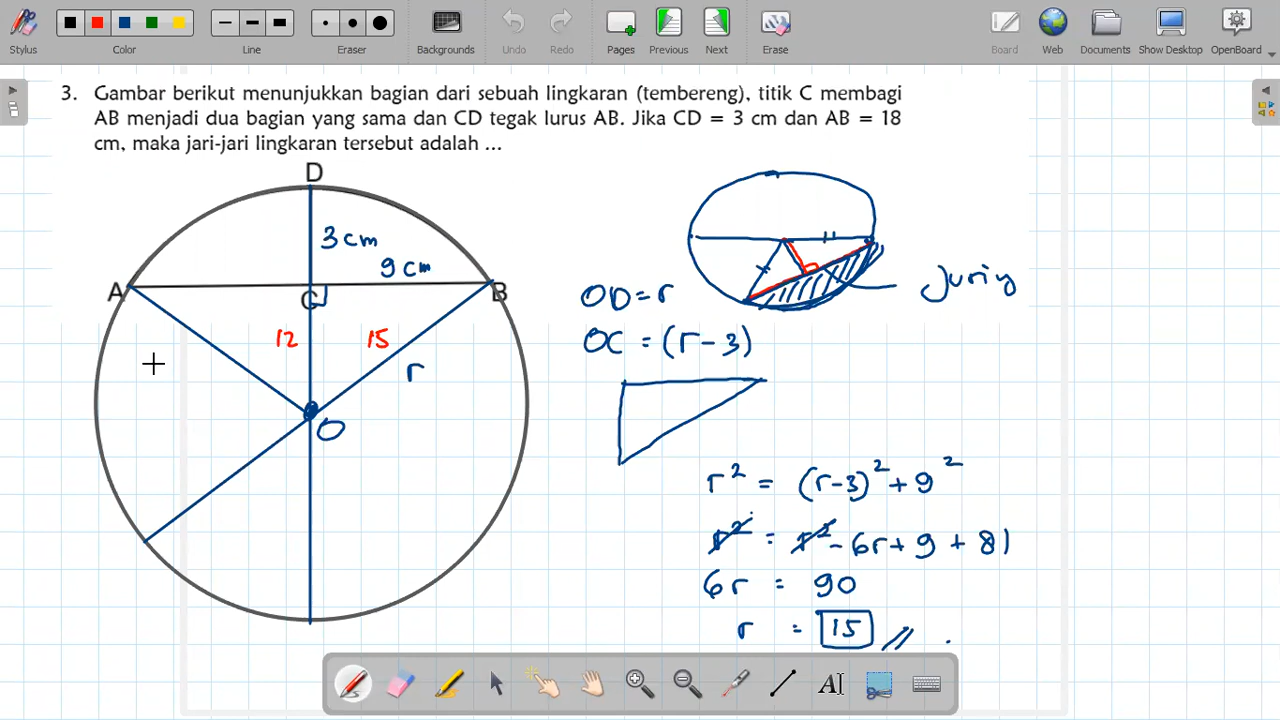 Stylus
Color
Line
Eraser
Backgrounds
Undo
Redo
Pages
Previous
Next
Erase
Board
Web
Documents
Show Desktop
OpenBoard
3. Gambar berikut menunjukkan bagian dari sebuah lingkaran (tembereng), titik C membagi
AB menjadi dua bagian yang sama dan CD tegak lurus AB. Jika CD = 3 cm dan AB = 18
cm, maka jari-jari lingkaran tersebut adalah ...
D
3 cm
9 cm
A
C
B
12
15
r
O
Juring
OD = r
OC = (r - 3)
r² = (r-3)² + 9²
r² = r² - 6r + 9 + 81
6r = 90
r = 15
AI